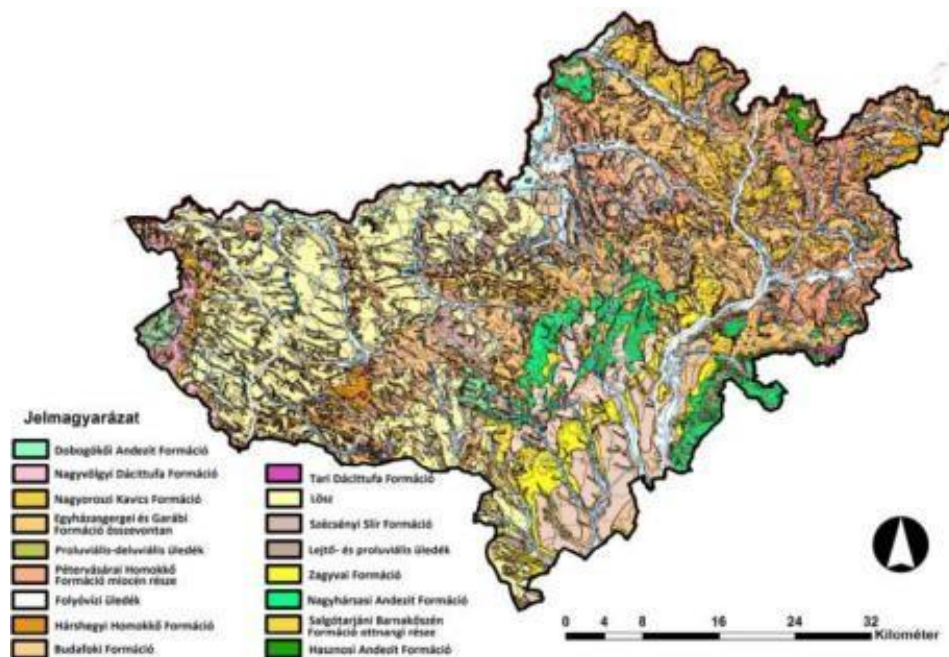 Jelmagyarázat
Dobogókői Andezit Formáció
Nagyvölgyi Dácittufa Formáció
Nagyoroszi Kavics Formáció
Egyházasgergei és Garábi
Formáció összevontan
Proluviális-deluviális üledék
Pétervásárai Homokkő
Formáció miocén része
Folyóvízi üledék
Hárshegyi Homokkő Formáció
Budafoki Formáció
Tari Dácittufa Formáció
Lösz
Szécsényi Slír Formáció
Lejtő- és proluviális üledék
Zagyvai Formáció
Nagyhársasi Andezit Formáció
Salgótarjáni Barnakőszén
Formáció ottnangi része
Hasznosi Andezit Formáció
0 4 8 16 24 32
Kilométer